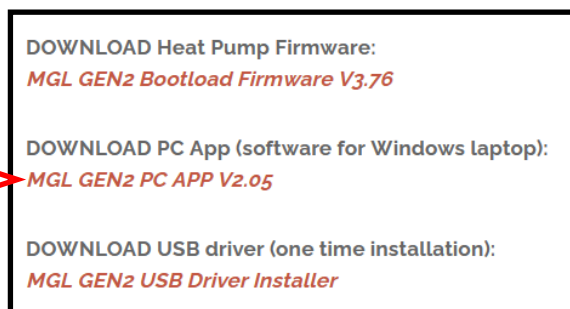 DOWNLOAD Heat Pump Firmware:
MGL GEN2 Bootload Firmware V3.76
DOWNLOAD PC App (software for Windows laptop):
MGL GEN2 PC APP V2.05
DOWNLOAD USB driver (one time installation):
MGL GEN2 USB Driver Installer